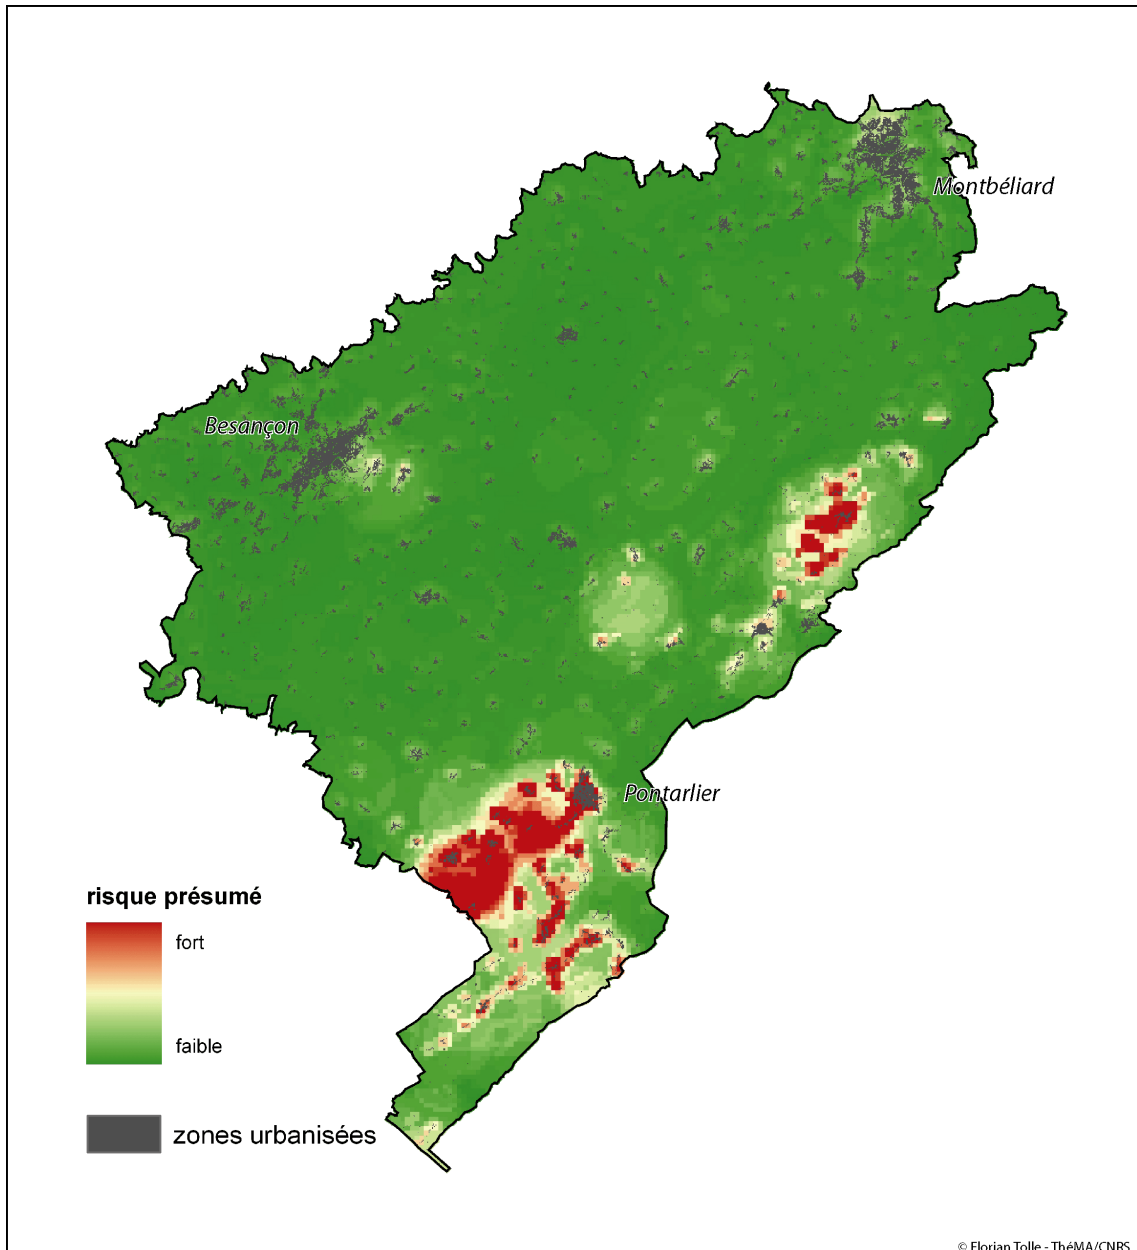 Montbéliard
Besançon
Pontarlier
risque présumé
fort
faible
zones urbanisées
© Florian Tolle - ThéMA/CNRS